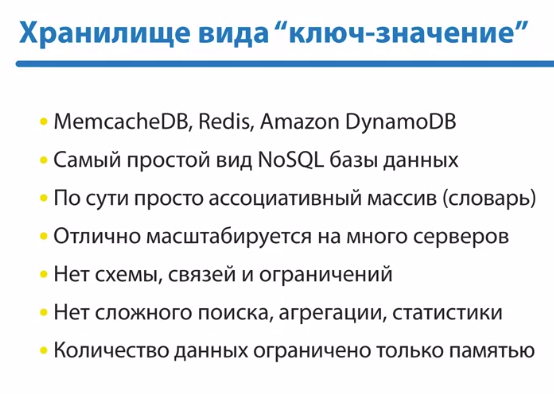 Хранилище вида “ключ-значение”
• MemcacheDB, Redis, Amazon DynamoDB
• Самый простой вид NoSQL базы данных
• По сути просто ассоциативный массив (словарь)
• Отлично масштабируется на много серверов
• Нет схемы, связей и ограничений
• Нет сложного поиска, агрегации, статистики
• Количество данных ограничено только памятью